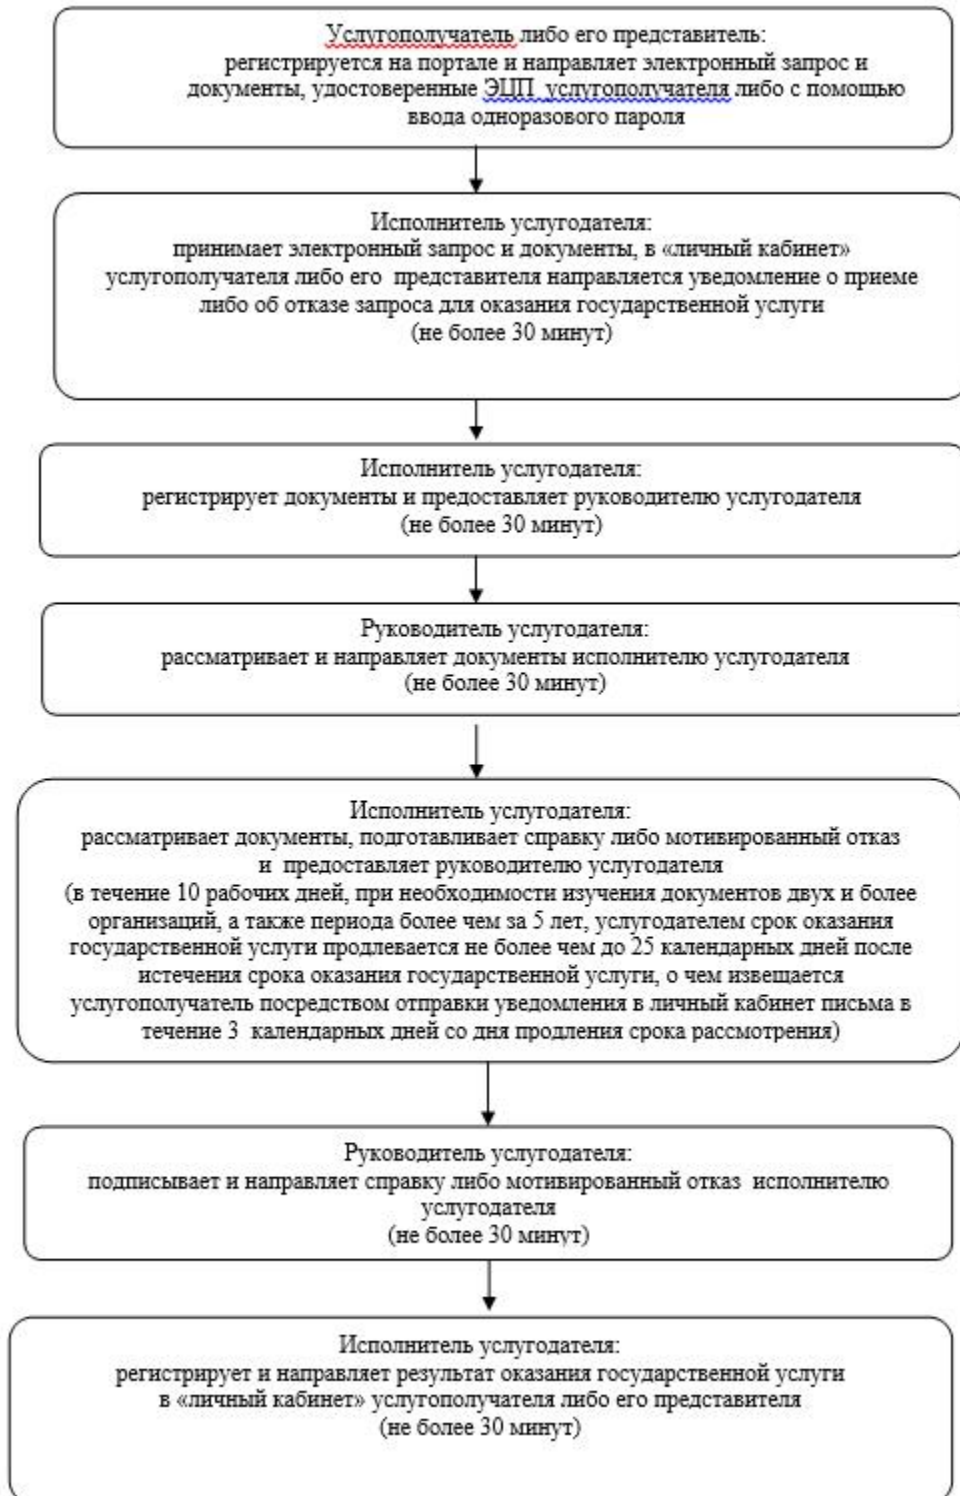 Услугополучатель либо его представитель:
регистрируется на портале и направляет электронный запрос и
документы, удостоверенные ЭЦП услугополучателя либо с помощью
ввода одноразового пароля
Исполнитель услугодателя:
принимает электронный запрос и документы, в «личный кабинет»
услугополучателя либо его представителя направляется уведомление о приеме
либо об отказе запроса для оказания государственной услуги
(не более 30 минут)
Исполнитель услугодателя:
регистрирует документы и предоставляет руководителю услугодателя
(не более 30 минут)
Руководитель услугодателя:
рассматривает и направляет документы исполнителю услугодателя
(не более 30 минут)
Исполнитель услугодателя:
рассматривает документы, подготавливает справку либо мотивированный отказ
и предоставляет руководителю услугодателя
(в течение 10 рабочих дней, при необходимости изучения документов двух и более
организаций, а также периода более чем за 5 лет, услугодателем срок оказания
государственной услуги продлевается не более чем до 25 календарных дней после
истечения срока оказания государственной услуги, о чем извещается
услугополучатель посредством отправки уведомления в личный кабинет письма в
течение 3 календарных дней со дня продления срока рассмотрения)
Руководитель услугодателя:
подписывает и направляет справку либо мотивированный отказ исполнителю
услугодателя
(не более 30 минут)
Исполнитель услугодателя:
регистрирует и направляет результат оказания государственной услуги
в «личный кабинет» услугополучателя либо его представителя
(не более 30 минут)